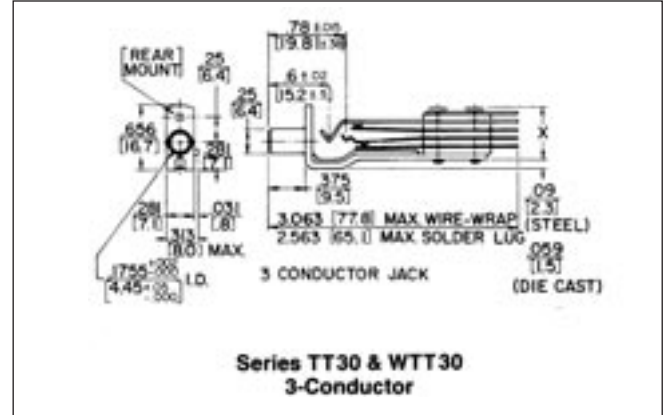 .78 ±.05
[19.8]
[REAR MOUNT]
.25
[6.4]
.6 ±.02
[15.2 ±.5]
.25
[6.4]
.656
[16.7]
.281
[7.1]
X
.375
[9.5]
.281
[7.1]
.031
[.8]
.313
[8.0] MAX.
3.063 [77.8] MAX. WIRE-WRAP
2.563 [65.1] MAX. SOLDER LUG
.09
[2.3]
(STEEL)
.1755
4.45
I.D.
3 CONDUCTOR JACK
.059
[1.5]
(DIE CAST)
Series TT30 & WTT30
3-Conductor